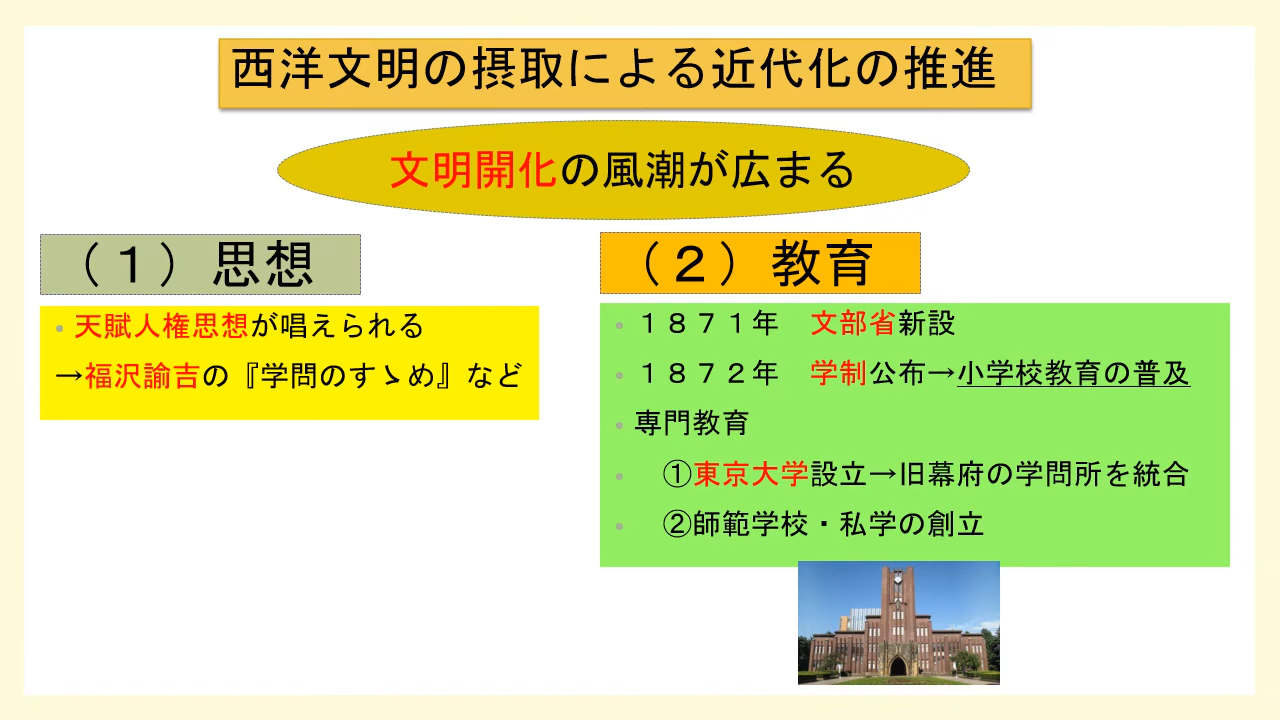 西洋文明の摂取による近代化の推進
文明開化の風潮が広まる
（１）思想
・天賦人権思想が唱えられる
→福沢諭吉の『学問のすゝめ』など
（２）教育
・１８７１年　文部省新設
・１８７２年　学制公布→小学校教育の普及
・専門教育
・　①東京大学設立→旧幕府の学問所を統合
・　②師範学校・私学の創立